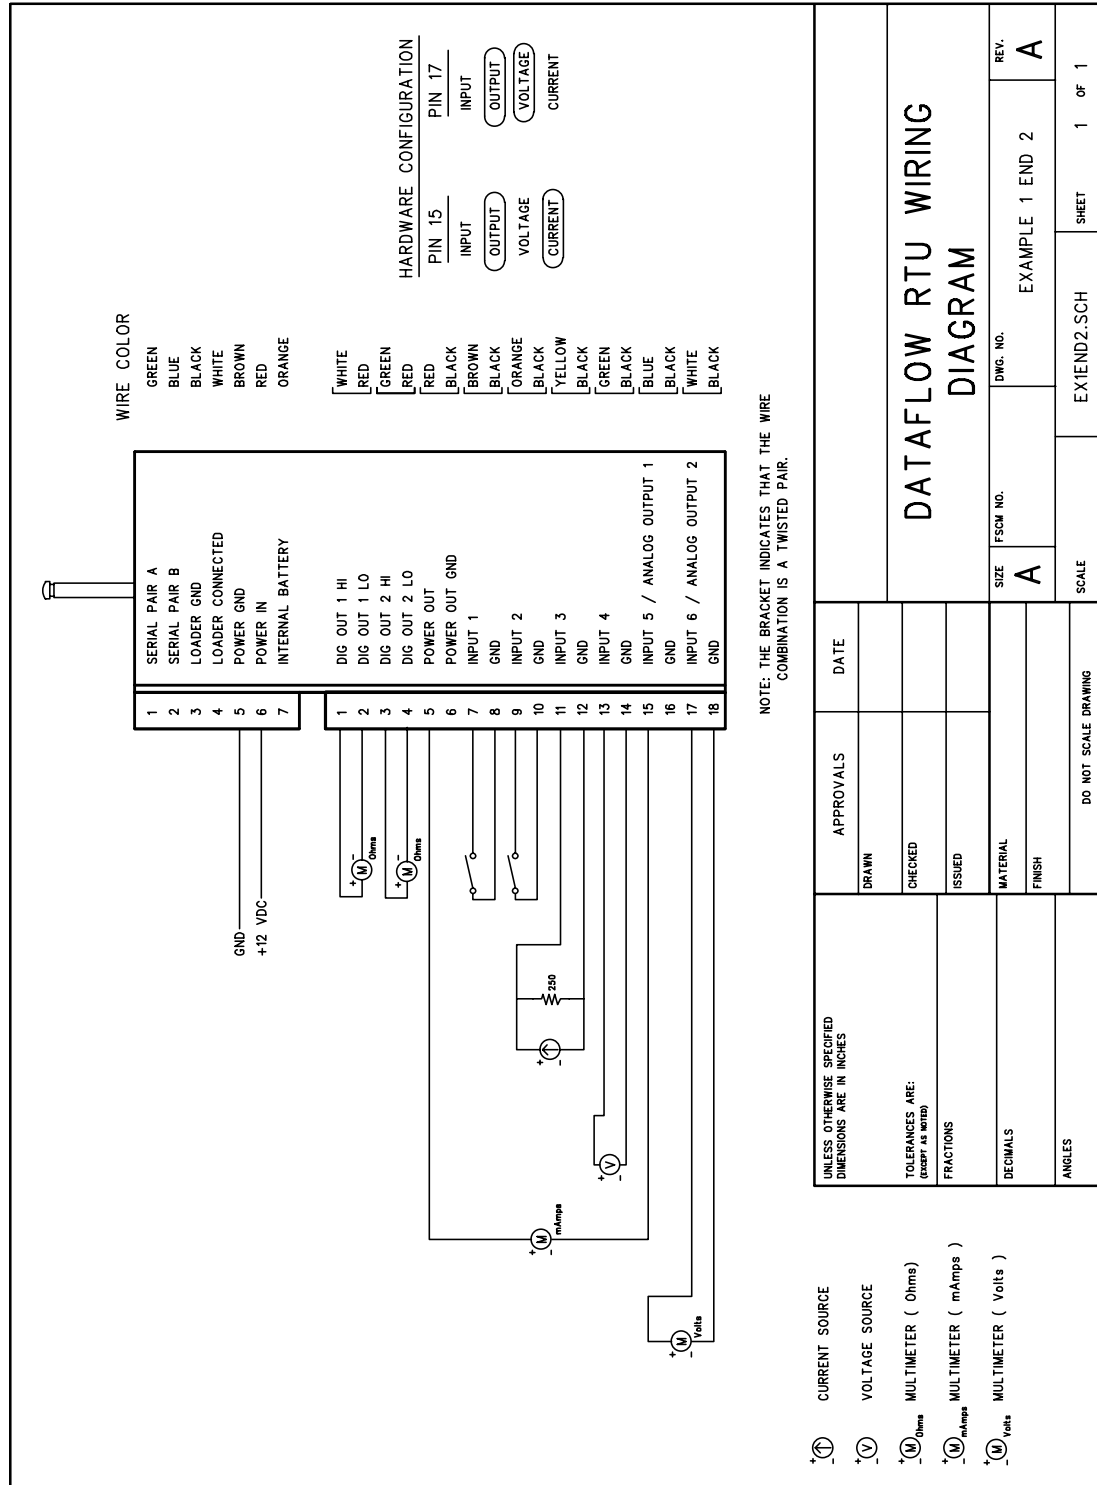 WIRE COLOR
1 SERIAL PAIR A GREEN
2 SERIAL PAIR B BLUE
3 LOADER GND BLACK
4 LOADER CONNECTED WHITE
GND 5 POWER GND BROWN
+12 VDC 6 POWER IN RED
7 INTERNAL BATTERY ORANGE
1 DIG OUT 1 HI WHITE
+ M - Ohms
2 DIG OUT 1 LO RED
3 DIG OUT 2 HI GREEN
+ M - Ohms
4 DIG OUT 2 LO RED
5 POWER OUT RED
6 POWER OUT GND BLACK
7 INPUT 1 BROWN
8 GND BLACK
9 INPUT 2 ORANGE
10 GND BLACK
11 INPUT 3 YELLOW
+ - 250
12 GND BLACK
13 INPUT 4 GREEN
+ V -
14 GND BLACK
+ M - mAmps
15 INPUT 5 / ANALOG OUTPUT 1 BLUE
16 GND BLACK
17 INPUT 6 / ANALOG OUTPUT 2 WHITE
+ M - Volts
18 GND BLACK
HARDWARE CONFIGURATION
PIN 15 PIN 17
INPUT INPUT
OUTPUT OUTPUT
VOLTAGE VOLTAGE
CURRENT CURRENT
NOTE: THE BRACKET INDICATES THAT THE WIRE
COMBINATION IS A TWISTED PAIR.
+ - CURRENT SOURCE
+ V - VOLTAGE SOURCE
+ M - Ohms MULTIMETER ( Ohms)
+ M - mAmps MULTIMETER ( mAmps )
+ M - Volts MULTIMETER ( Volts )
UNLESS OTHERWISE SPECIFIED
DIMENSIONS ARE IN INCHES
TOLERANCES ARE:
(EXCEPT AS NOTED)
FRACTIONS
DECIMALS
ANGLES
APPROVALS DATE
DRAWN
CHECKED
ISSUED
MATERIAL
FINISH
DO NOT SCALE DRAWING
DATAFLOW RTU WIRING
DIAGRAM
SIZE
A
FSCM NO.
DWG. NO.
EXAMPLE 1 END 2
REV.
A
SCALE
EX1END2.SCH
SHEET 1 OF 1